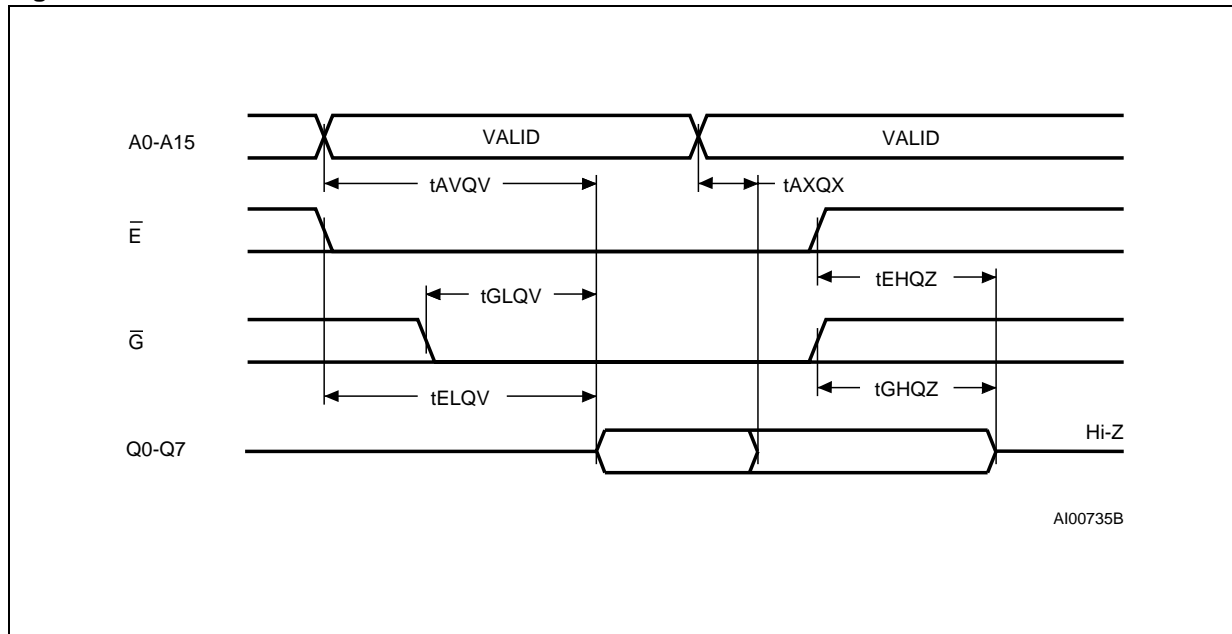 A0-A15
VALID
VALID
tAVQV
tAXQX
E̅
tEHQZ
tGLQV
G̅
tGHQZ
tELQV
Q0-Q7
Hi-Z
AI00735B